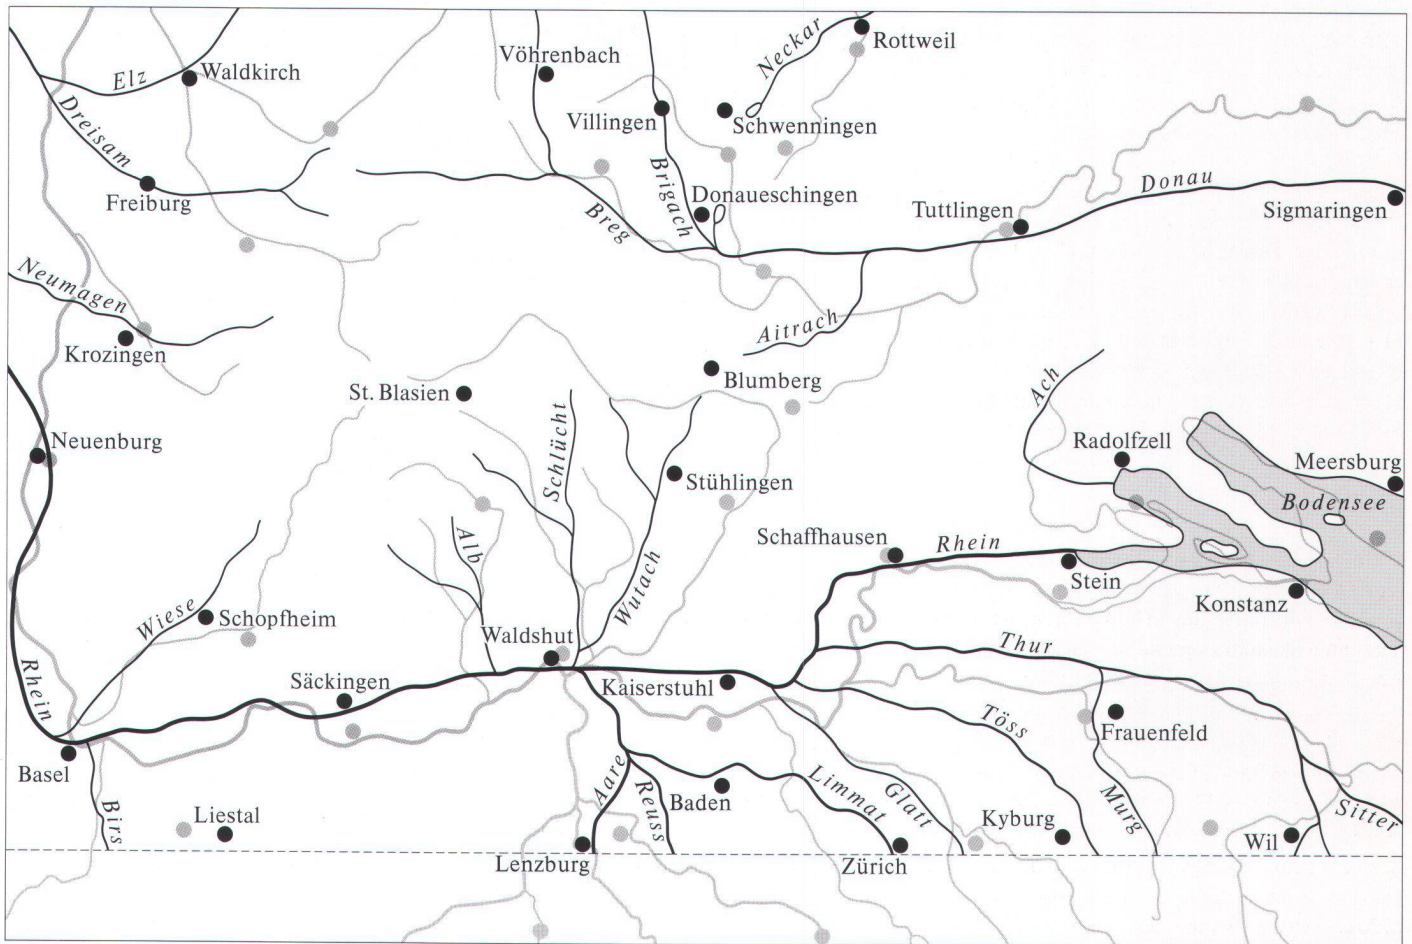 Elz
Waldkirch
Vöhrenbach
Neckar
Rottweil
Dreisam
Villingen
Schwenningen
Freiburg
Brigach
Donaueschingen
Breg
Tuttlingen
Donau
Sigmaringen
Neumagen
Krozingen
Aitrach
Blumberg
St. Blasien
Ach
Neuenburg
Schlücht
Stühlingen
Radolfzell
Meersburg
Bodensee
Alb
Schaffhausen
Rhein
Stein
Konstanz
Wiese
Schopfheim
Wutach
Waldshut
Thur
Rhein
Säckingen
Kaiserstuhl
Töss
Frauenfeld
Basel
Birs
Liestal
Aare
Reuss
Baden
Limmat
Glatt
Kyburg
Murg
Sitter
Wil
Lenzburg
Zürich